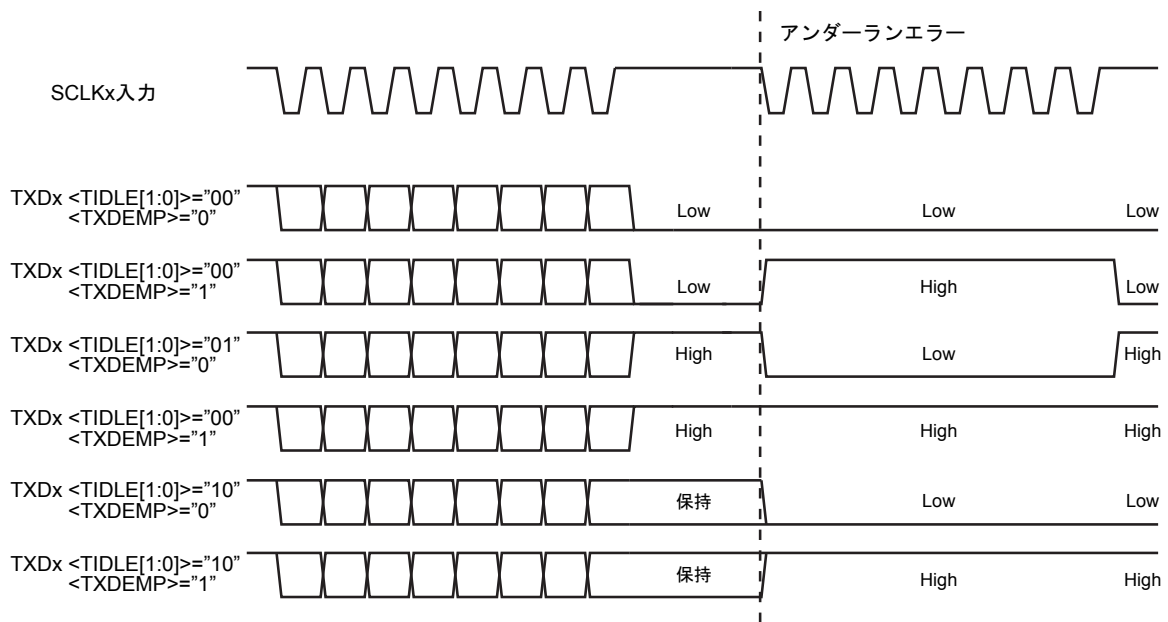 アンダーランエラー
SCLKx入力
TXDx <TIDLE[1:0]>=”00”
<TXDEMP>=”0”
Low Low Low
TXDx <TIDLE[1:0]>=”00”
<TXDEMP>=”1”
Low High Low
TXDx <TIDLE[1:0]>=”01”
<TXDEMP>=”0”
High Low High
TXDx <TIDLE[1:0]>=”00”
<TXDEMP>=”1”
High High High
TXDx <TIDLE[1:0]>=”10”
<TXDEMP>=”0”
保持 Low Low
TXDx <TIDLE[1:0]>=”10”
<TXDEMP>=”1”
保持 High High